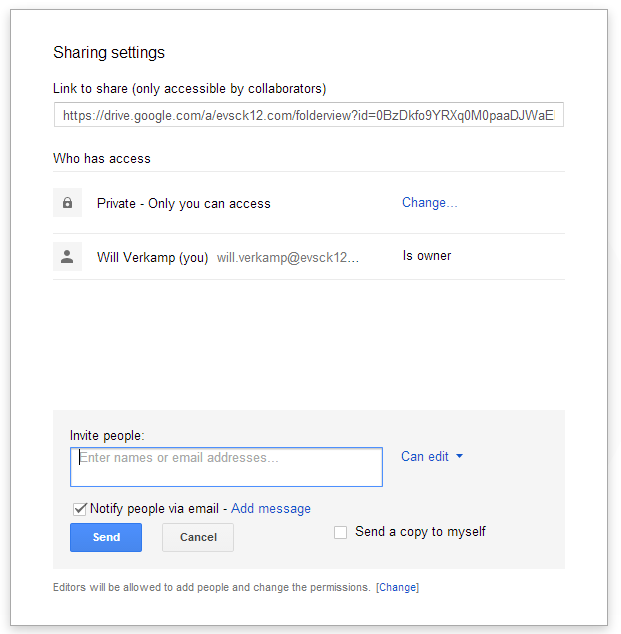 Sharing settings
Link to share (only accessible by collaborators)
https://drive.google.com/a/evsck12.com/folderview?id=0BzDkfo9YRXq0M0paaDJWaE
Who has access
Private - Only you can access Change...
Will Verkamp (you) will.verkamp@evsck12... Is owner
Invite people:
Enter names or email addresses... Can edit
Notify people via email - Add message
Send Cancel Send a copy to myself
Editors will be allowed to add people and change the permissions. [Change]